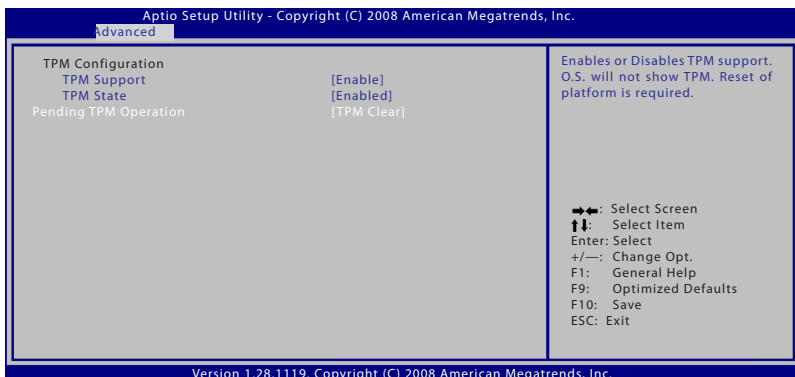 Aptio Setup Utility - Copyright (C) 2008 American Megatrends, Inc.
Advanced
TPM Configuration
TPM Support [Enable]
TPM State [Enabled]
Pending TPM Operation [TPM Clear]
Enables or Disables TPM support.
O.S. will not show TPM. Reset of
platform is required.
➡⬅: Select Screen
⬆⬇: Select Item
Enter: Select
+/—: Change Opt.
F1: General Help
F9: Optimized Defaults
F10: Save
ESC: Exit
Version 1.28.1119. Copyright (C) 2008 American Megatrends, Inc.